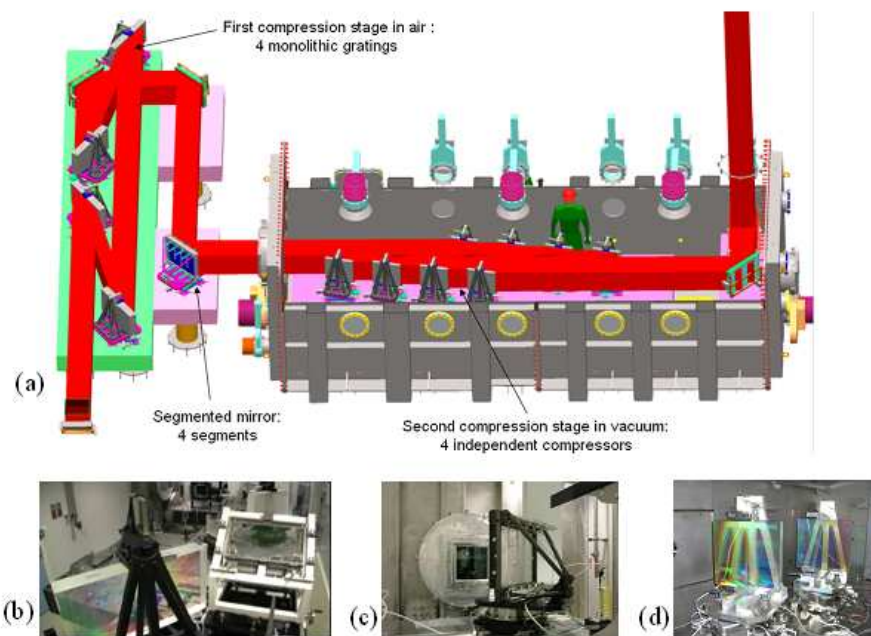 First compression stage in air :
4 monolithic gratings
(a)
Segmented mirror:
4 segments
Second compression stage in vacuum:
4 independent compressors
(b)
(c)
(d)